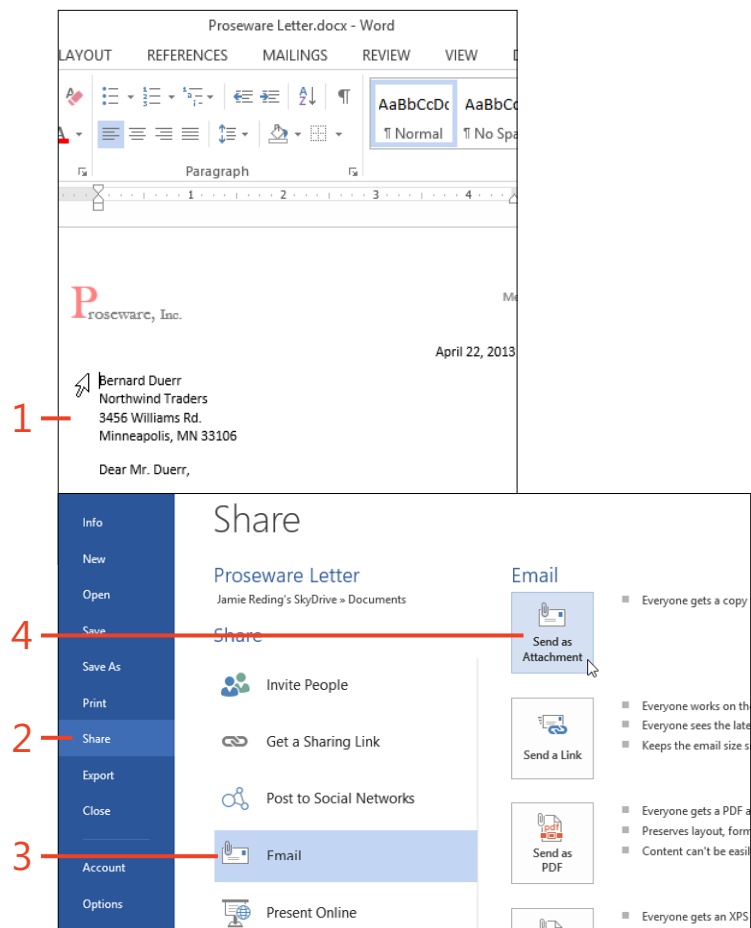 Proseware Letter.docx - Word
LAYOUT REFERENCES MAILINGS REVIEW VIEW
AaBbCcDc AaBbCc
¶ Normal ¶ No Spa
Paragraph
1 2 3 4
Proseware, Inc.
Me
April 22, 2013
1
Bernard Duerr
Northwind Traders
3456 Williams Rd.
Minneapolis, MN 33106
Dear Mr. Duerr,
Info
New
Open
Save
Save As
Print
Share
Export
Close
Account
Options
4
2
3
Share
Proseware Letter
Jamie Reding's SkyDrive » Documents
Share
Invite People
Get a Sharing Link
Post to Social Networks
Email
Present Online
Email
Send as
Attachment
Everyone gets a copy
Send a Link
Everyone works on the
Everyone sees the late
Keeps the email size s
pdf
Send as
PDF
Everyone gets a PDF a
Preserves layout, form
Content can't be easil
Everyone gets an XPS